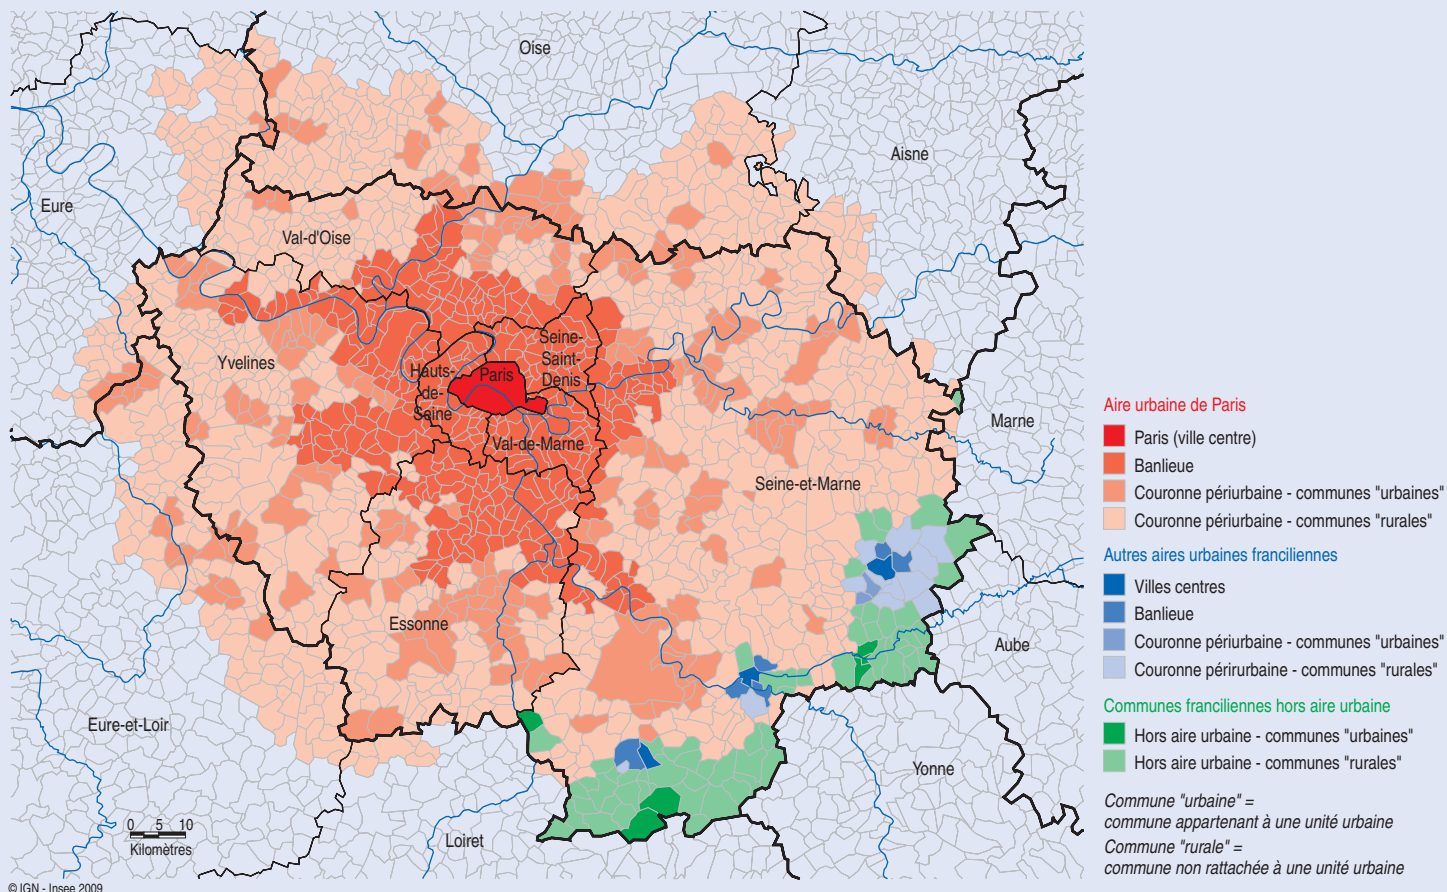 Oise
Aisne
Eure
Val-d'Oise
Yvelines
Hauts-
de-
Seine
Paris
Seine-
Saint-
Denis
Val-de-Marne
Marne
Seine-et-Marne
Essonne
Aube
Eure-et-Loir
Yonne
Loiret
0 5 10
Kilomètres
© IGN - Insee 2009
Aire urbaine de Paris
Paris (ville centre)
Banlieue
Couronne périurbaine - communes "urbaines"
Couronne périurbaine - communes "rurales"
Autres aires urbaines franciliennes
Villes centres
Banlieue
Couronne périurbaine - communes "urbaines"
Couronne périrurbaine - communes "rurales"
Communes franciliennes hors aire urbaine
Hors aire urbaine - communes "urbaines"
Hors aire urbaine - communes "rurales"
Commune "urbaine" =
commune appartenant à une unité urbaine
Commune "rurale" =
commune non rattachée à une unité urbaine